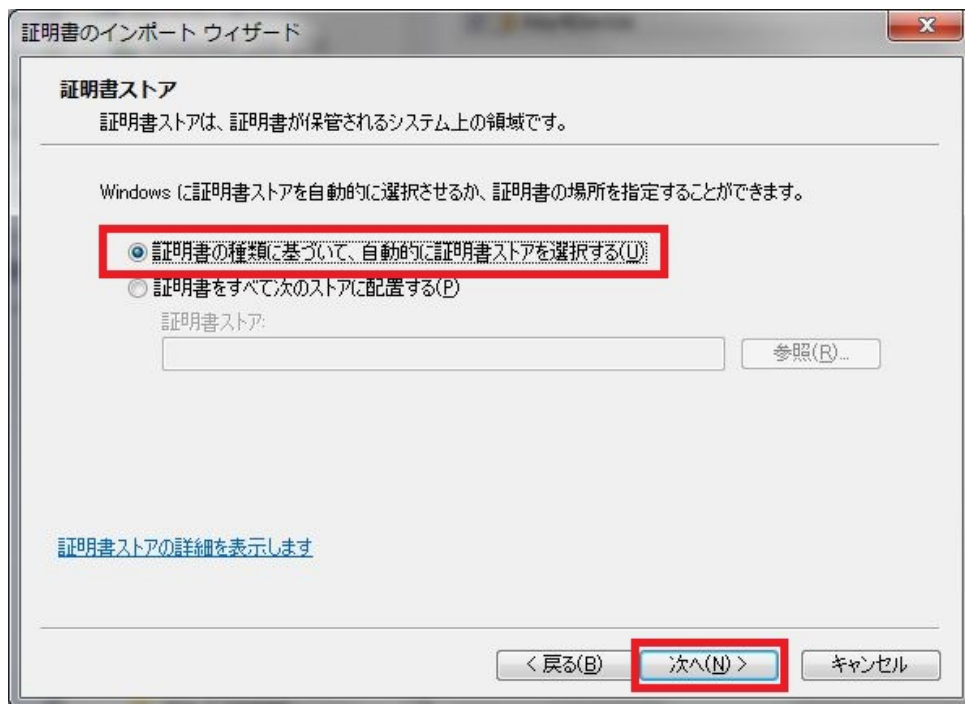 証明書のインポート ウィザード
証明書ストア
証明書ストアは、証明書が保管されるシステム上の領域です。
Windows に証明書ストアを自動的に選択させるか、証明書の場所を指定することができます。
証明書の種類に基づいて、自動的に証明書ストアを選択する(U)
証明書をすべて次のストアに配置する(P)
証明書ストア:
参照(R)...
証明書ストアの詳細を表示します
< 戻る(B) 次へ(N) > キャンセル